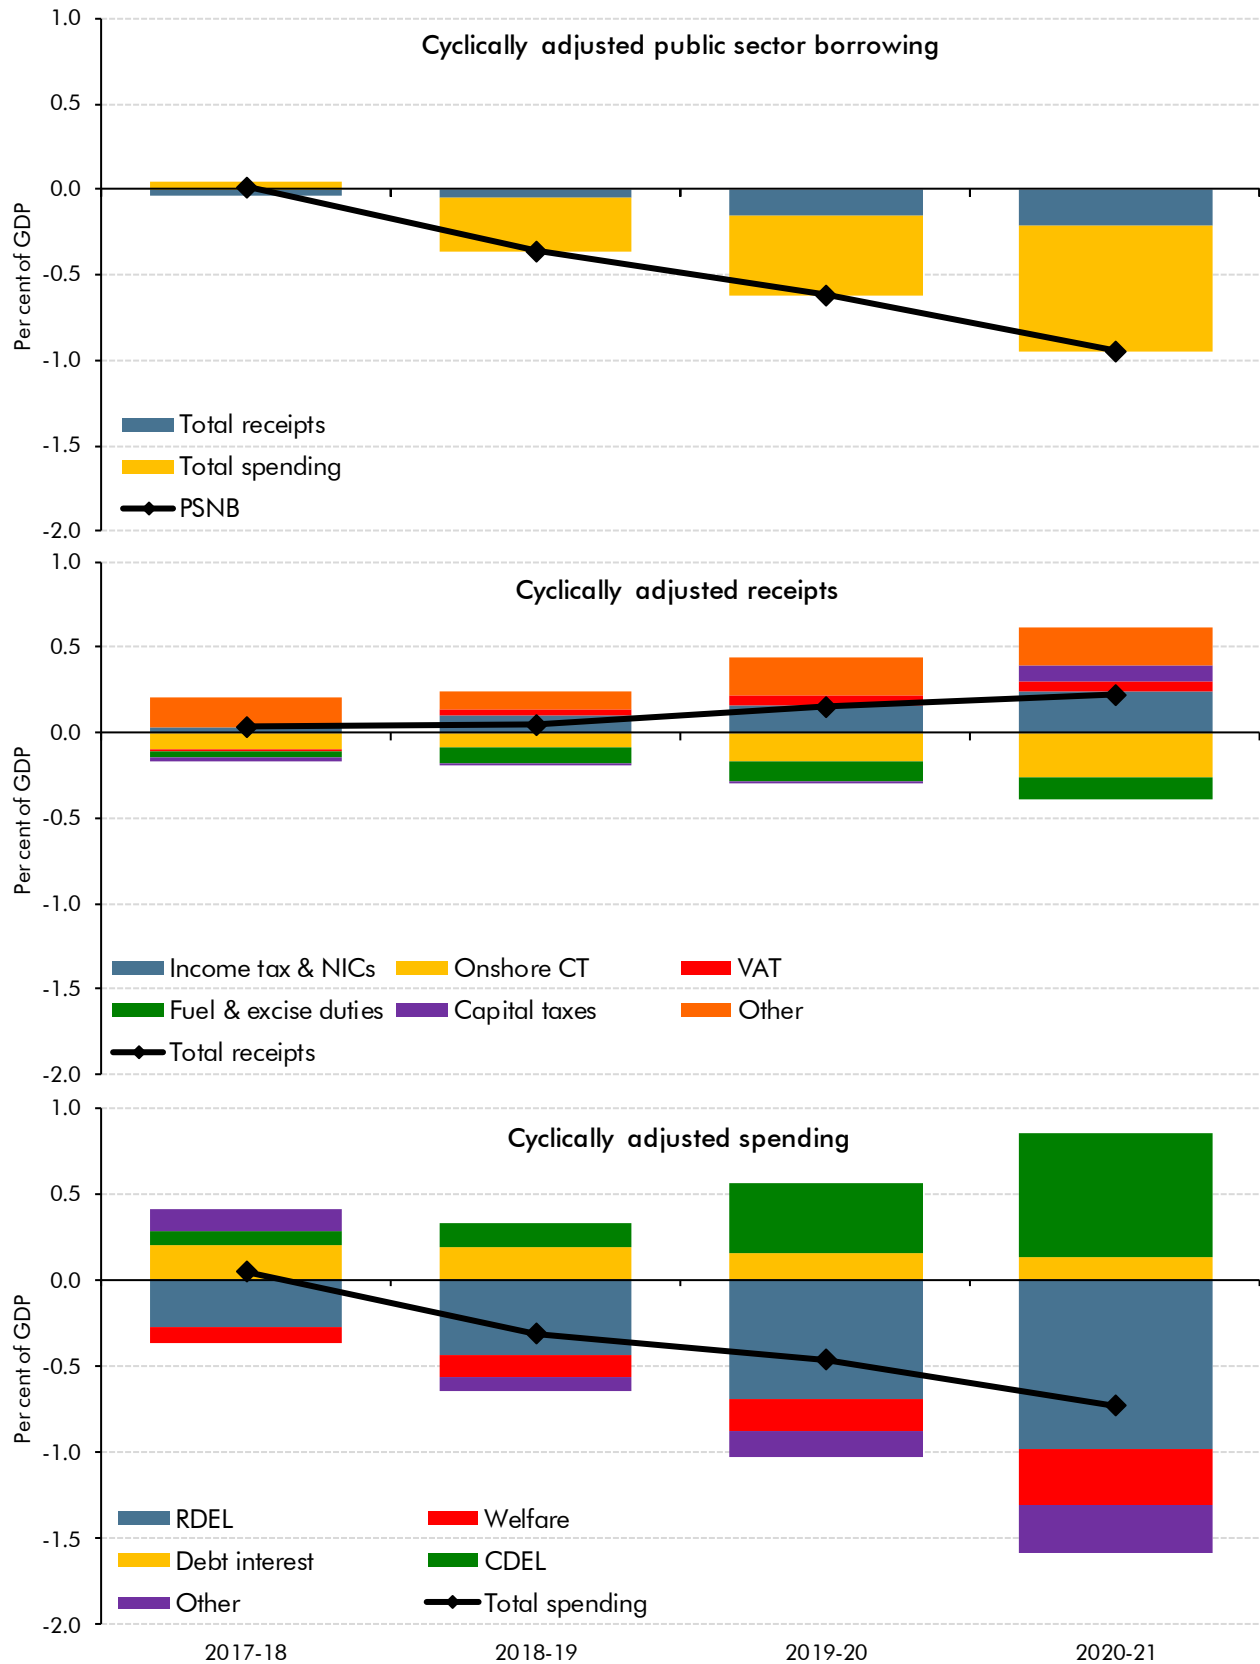 Cyclically adjusted public sector borrowing
1.0
0.5
0.0
-0.5
-1.0
-1.5
-2.0
Per cent of GDP
Total receipts
Total spending
PSNB
Cyclically adjusted receipts
1.0
0.5
0.0
-0.5
-1.0
-1.5
-2.0
Per cent of GDP
Income tax & NICs Onshore CT VAT
Fuel & excise duties Capital taxes Other
Total receipts
Cyclically adjusted spending
1.0
0.5
0.0
-0.5
-1.0
-1.5
-2.0
Per cent of GDP
RDEL Welfare
Debt interest CDEL
Other Total spending
2017-18 2018-19 2019-20 2020-21